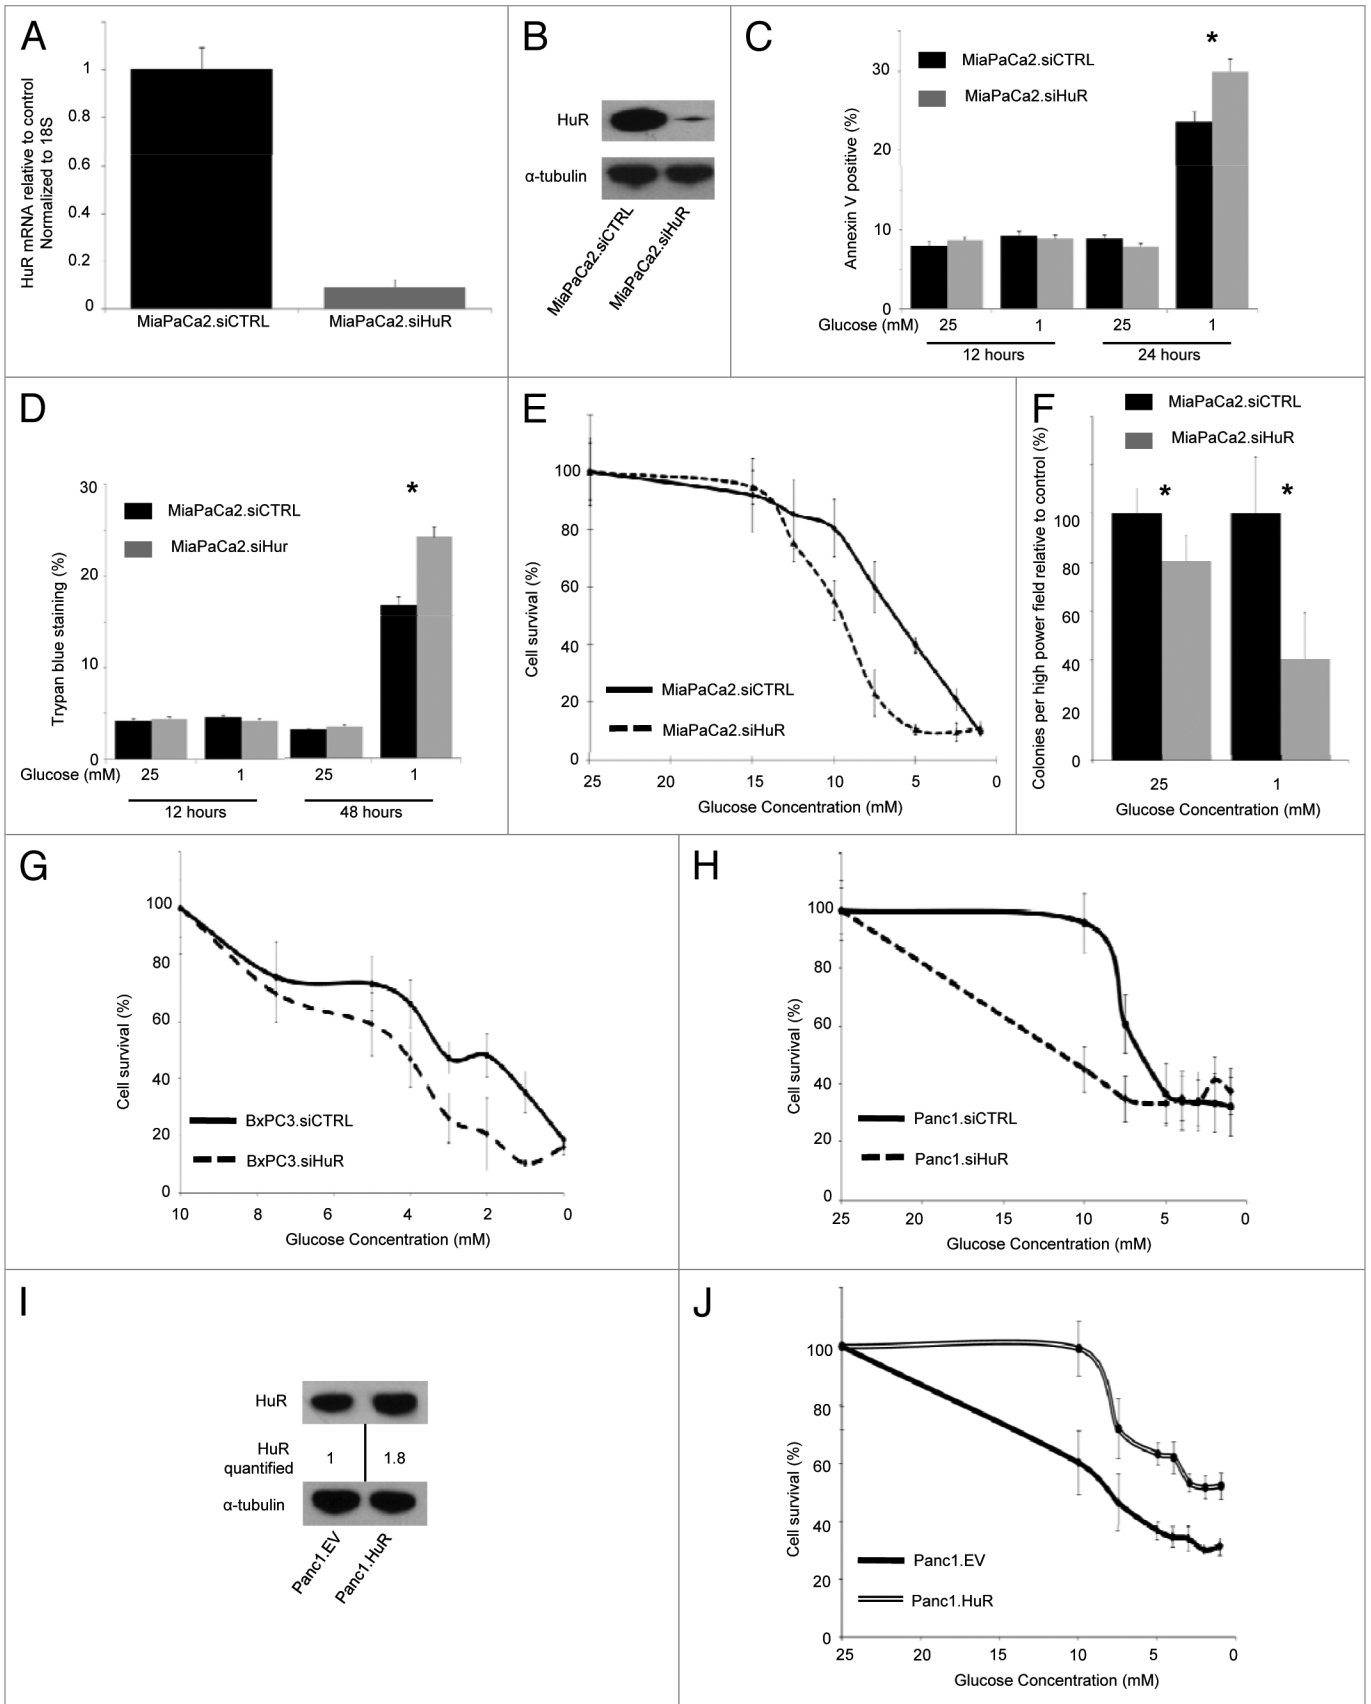 A
HuR mRNA relative to control
Normalized to 18S
1
0.8
0.6
0.4
0.2
0
MiaPaCa2.siCTRL MiaPaCa2.siHuR
B
HuR
α-tubulin
MiaPaCa2.siCTRL
MiaPaCa2.siHuR
C
*
MiaPaCa2.siCTRL
MiaPaCa2.siHuR
Annexin V positive (%)
30
20
10
0
Glucose (mM) 25 1 25 1
12 hours 24 hours
D
*
MiaPaCa2.siCTRL
MiaPaCa2.siHur
Trypan blue staining (%)
30
20
10
0
Glucose (mM) 25 1 25 1
12 hours 48 hours
E
Cell survival (%)
100
80
60
40
20
0
MiaPaCa2.siCTRL
MiaPaCa2.siHuR
25 20 15 10 5 0
Glucose Concentration (mM)
F
MiaPaCa2.siCTRL
MiaPaCa2.siHuR
* *
Colonies per high power field relative to control (%)
100
80
60
40
20
0
25 1
Glucose Concentration (mM)
G
Cell survival (%)
100
80
60
40
20
0
BxPC3.siCTRL
BxPC3.siHuR
10 8 6 4 2 0
Glucose Concentration (mM)
H
Cell survival (%)
100
80
60
40
20
0
Panc1.siCTRL
Panc1.siHuR
25 20 15 10 5 0
Glucose Concentration (mM)
I
HuR
HuR
quantified
1 1.8
α-tubulin
Panc1.EV
Panc1.HuR
J
Cell survival (%)
100
80
60
40
20
0
Panc1.EV
Panc1.HuR
25 20 15 10 5 0
Glucose Concentration (mM)